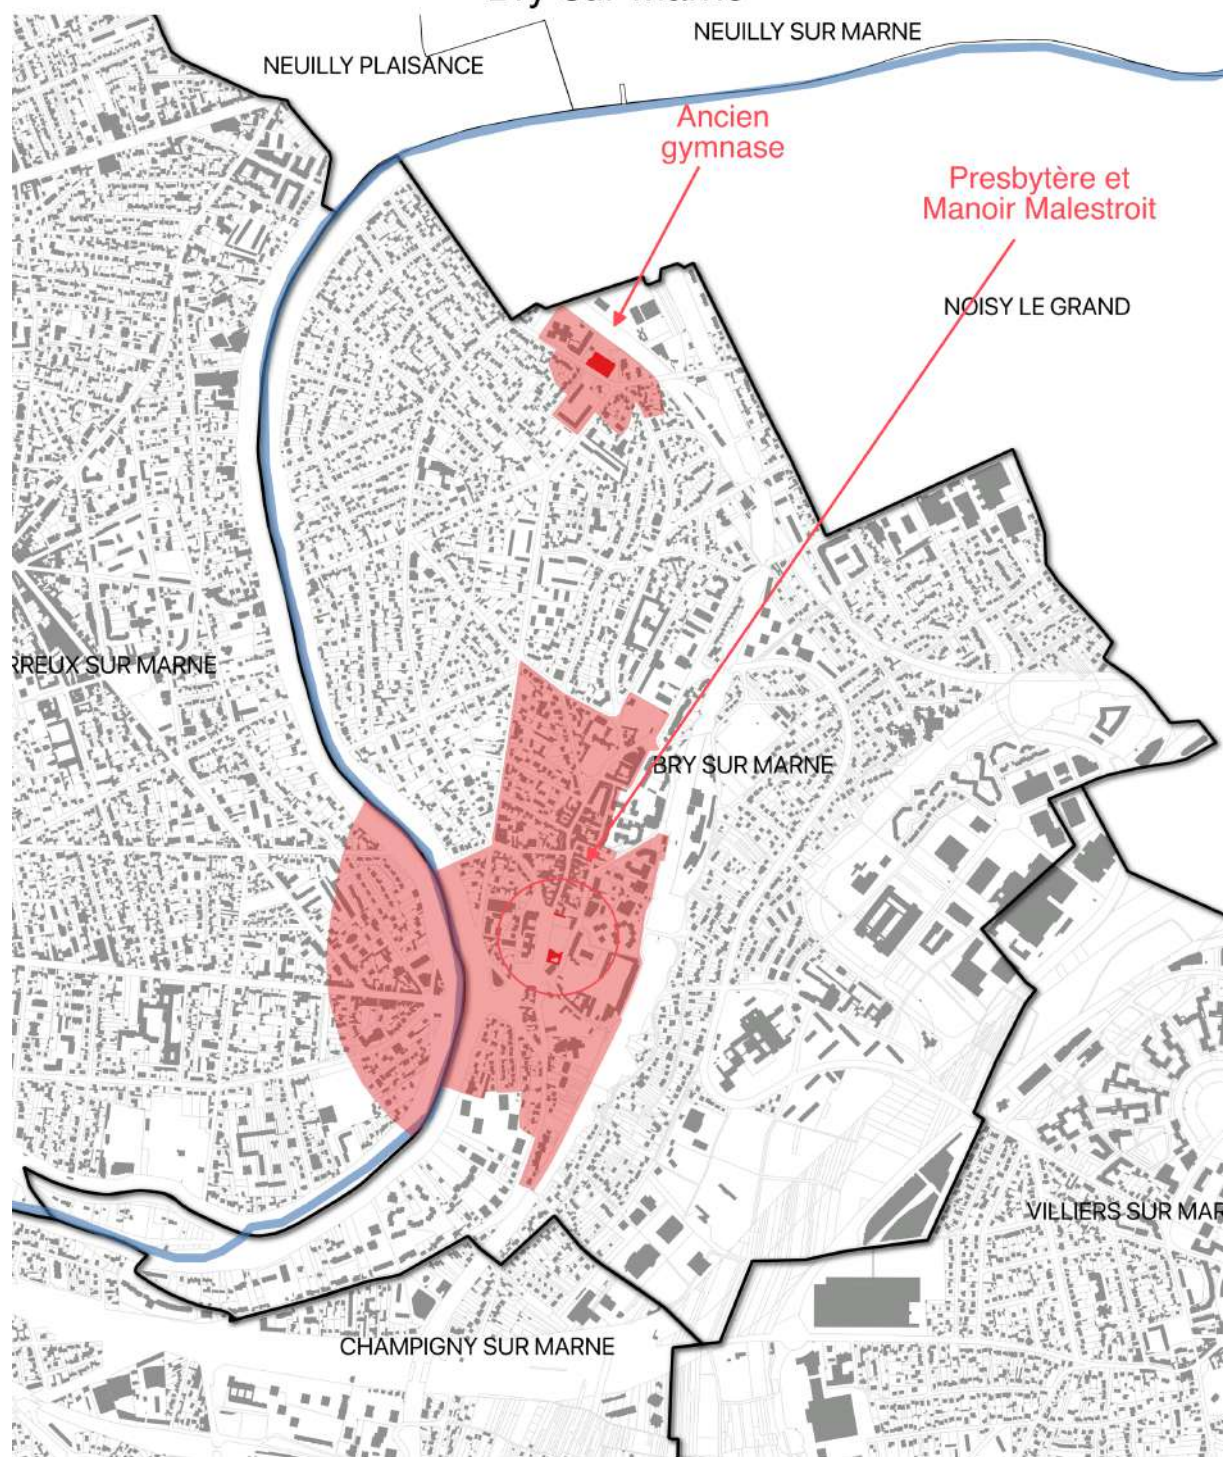 NEUILLY SUR MARNE
NEUILLY PLAISANCE
Ancien
gymnase
Presbytère et
Manoir Malestroit
NOISY LE GRAND
RREUX SUR MARNE
BRY SUR MARNE
VILLIERS SUR MAR
CHAMPIGNY SUR MARNE